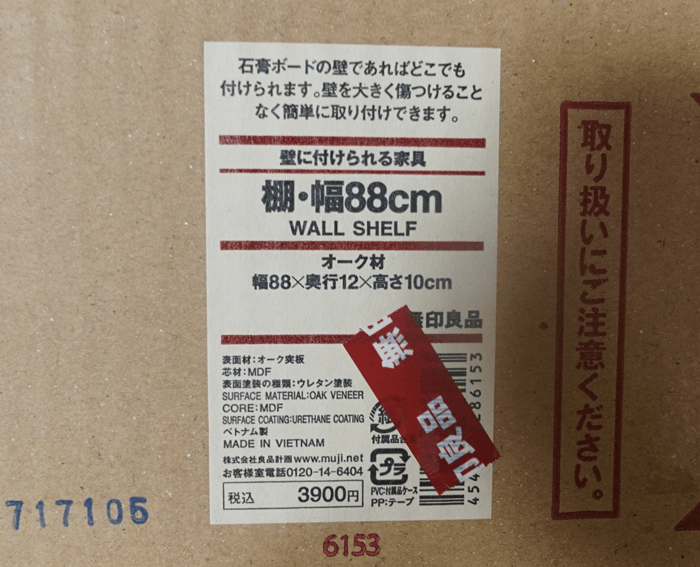 石膏ボードの壁であればどこでも
付けられます。壁を大きく傷つけること
なく簡単に取り付けできます。
壁に付けられる家具
棚・幅88cm
WALL SHELF
オーク材
幅88×奥行12×高さ10cm
無印良品
表面材:オーク突板
芯材:MDF
表面塗装の種類:ウレタン塗装
SURFACE MATERIAL:OAK VENEER
CORE:MDF
SURFACE COATING:URETHANE COATING
ベトナム製
MADE IN VIETNAM
株式会社良品計画 www.muji.net
お客様室電話0120-14-6404
税込 3900円
付属品台
プラ
PVC:付属品ケース
PP:テープ
286153
454
良品
取り扱いにご注意ください。
717105
6153